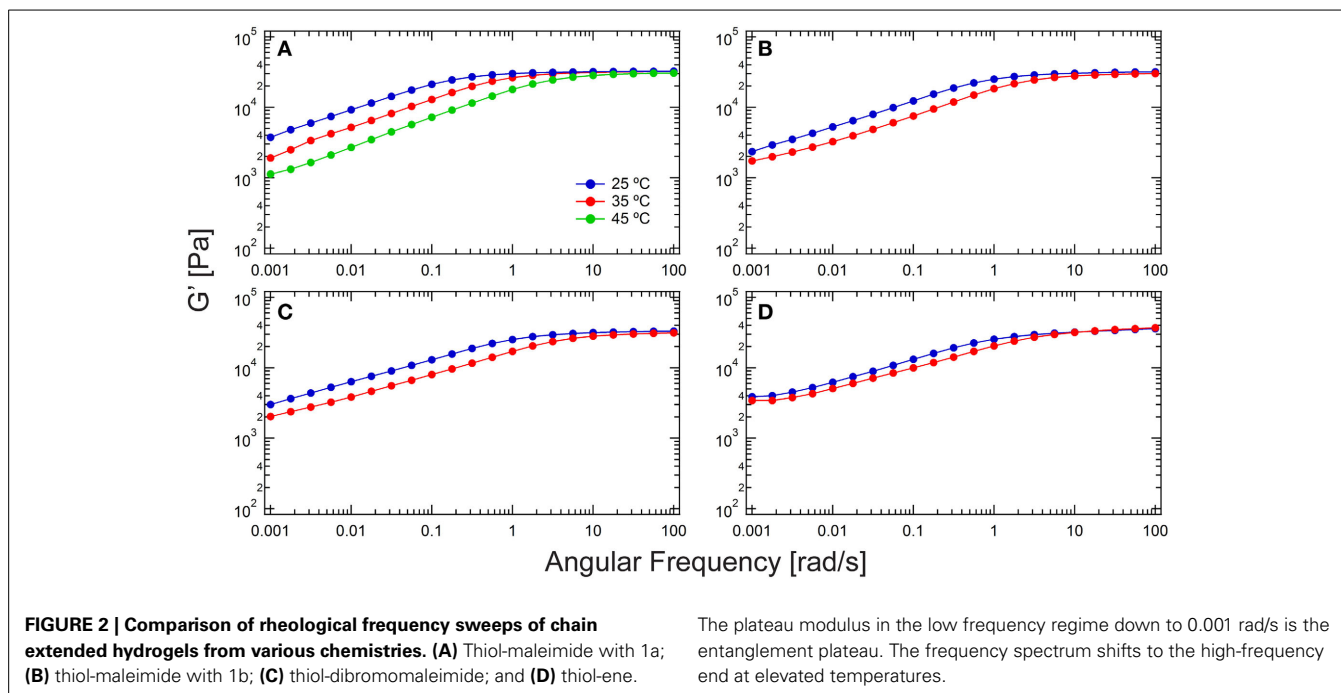 A
10⁵
4
2
10⁴
4
2
10³
4
2
10²
0.001 0.01 0.1 1 10 100
25 ºC
35 ºC
45 ºC
B
10⁵
4
2
10⁴
4
2
10³
4
2
10²
0.001 0.01 0.1 1 10 100
G' [Pa]
C
10⁵
4
2
10⁴
4
2
10³
4
2
10²
0.001 0.01 0.1 1 10 100
D
10⁵
4
2
10⁴
4
2
10³
4
2
10²
0.001 0.01 0.1 1 10 100
Angular Frequency [rad/s]
FIGURE 2 | Comparison of rheological frequency sweeps of chain
extended hydrogels from various chemistries. (A) Thiol-maleimide with 1a;
(B) thiol-maleimide with 1b; (C) thiol-dibromomaleimide; and (D) thiol-ene.
The plateau modulus in the low frequency regime down to 0.001 rad/s is the
entanglement plateau. The frequency spectrum shifts to the high-frequency
end at elevated temperatures.